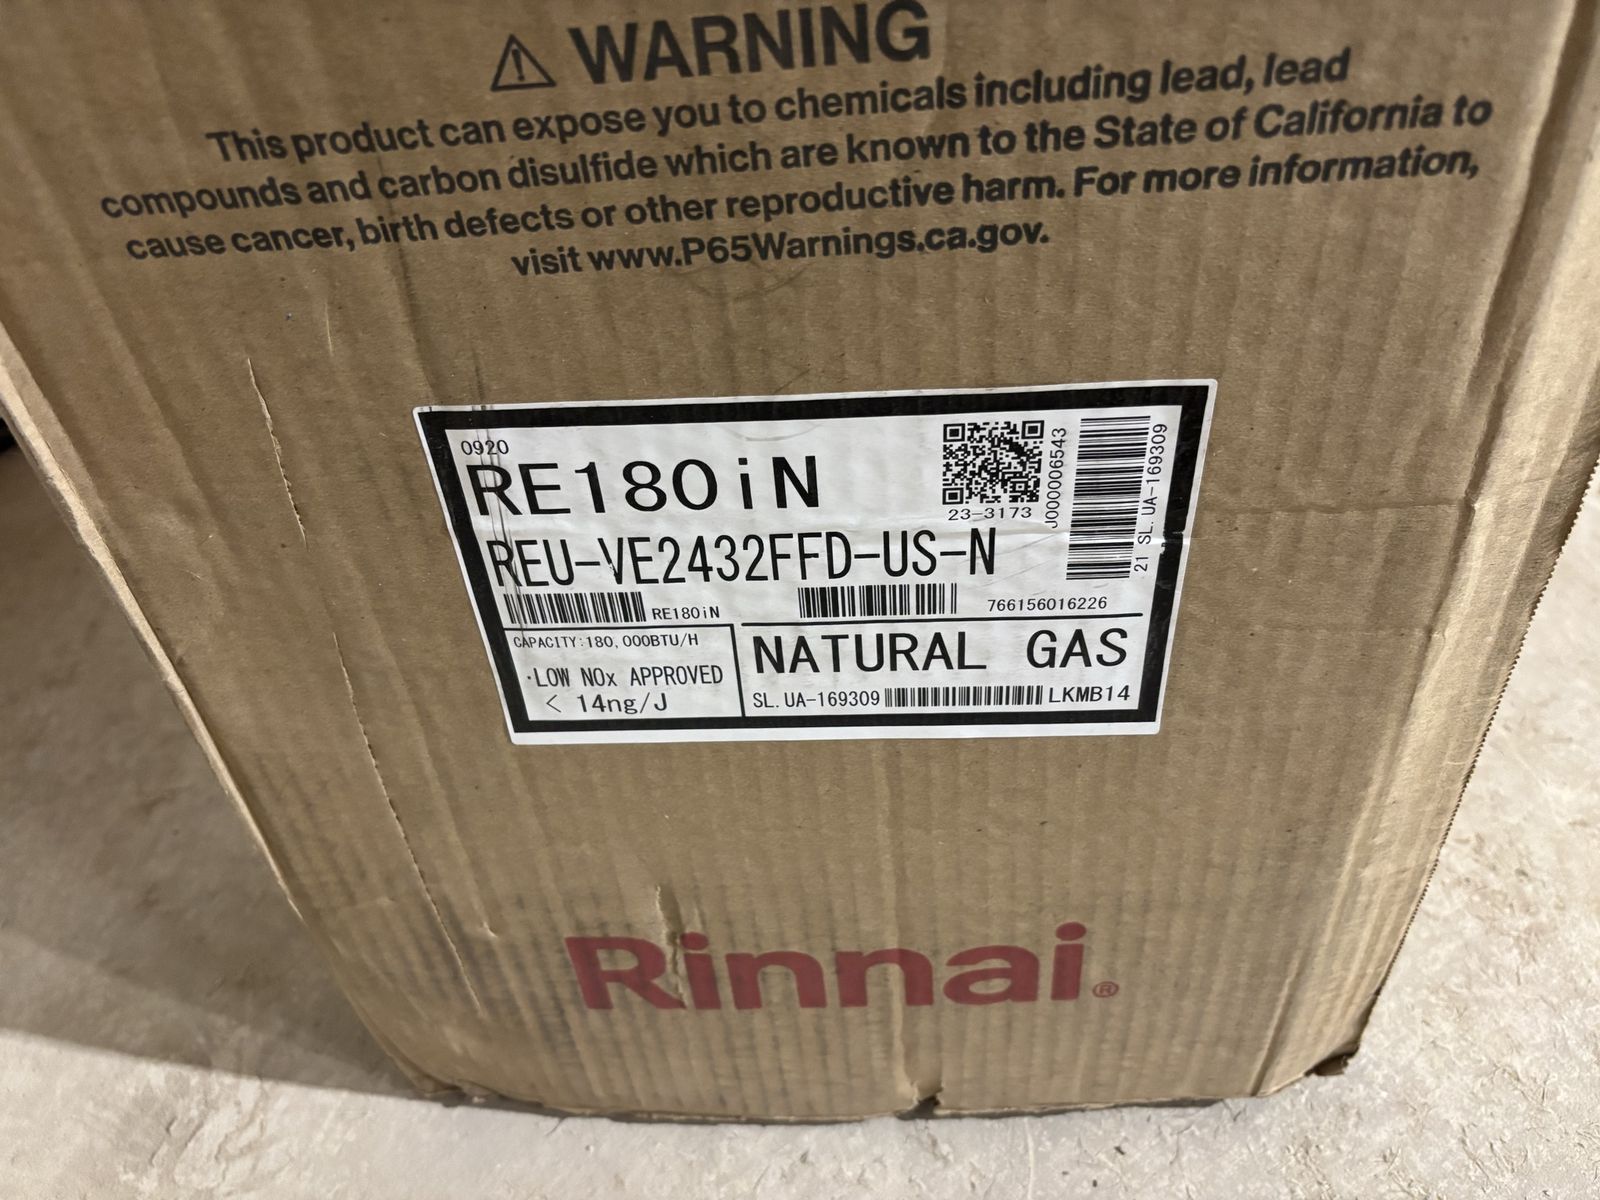 ⚠ WARNING
This product can expose you to chemicals including lead, lead
compounds and carbon disulfide which are known to the State of California to
cause cancer, birth defects or other reproductive harm. For more information,
visit www.P65Warnings.ca.gov.
0920
RE180iN
23-3173
J000006543
21 SL.UA-169309
REU-VE2432FFD-US-N
RE180iN
766156016226
CAPACITY:180,000BTU/H
·LOW NOx APPROVED
< 14ng/J
NATURAL GAS
SL.UA-169309
LKMB14
Rinnai®